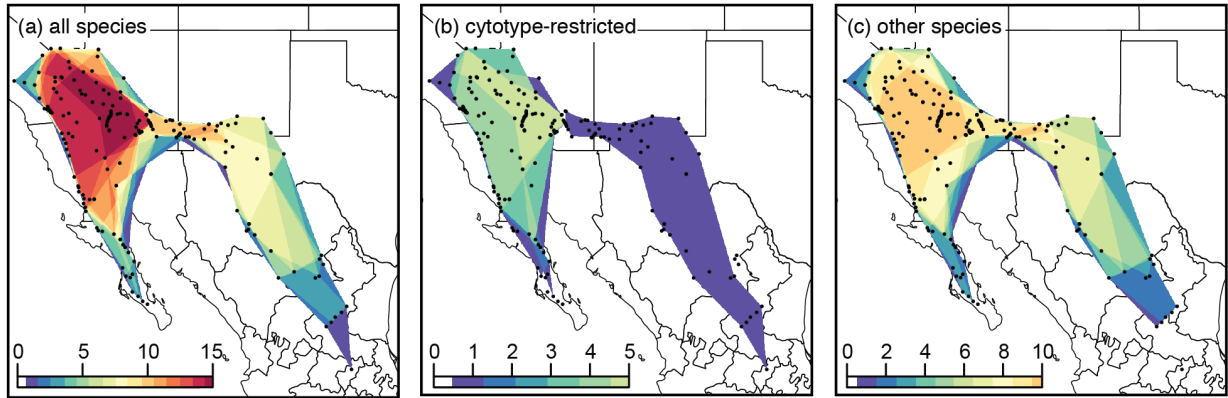 (a) all species
0 5 10 15
(b) cytotype-restricted
0 1 2 3 4 5
(c) other species
0 2 4 6 8 10